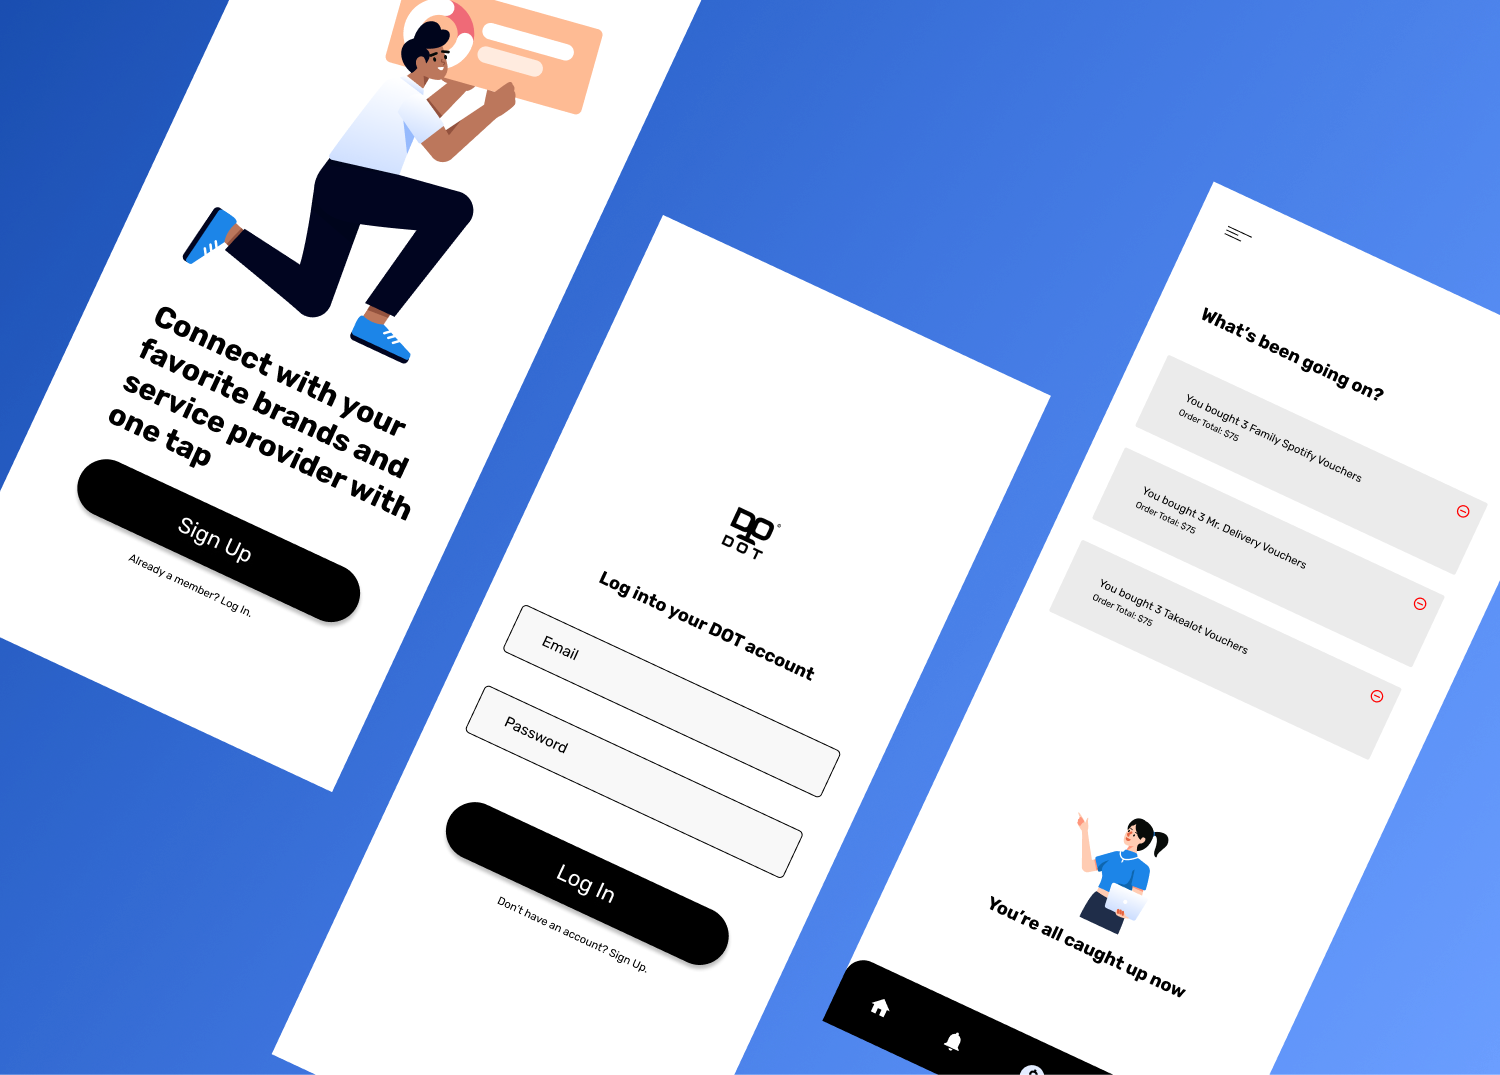 Connect with your
favorite brands and
service provider with
one tap
Sign Up
Already a member? Log In.
DOT
Log into your DOT account
Email
Password
Log In
Don't have an account? Sign Up.
What's been going on?
You bought 3 Family Spotify Vouchers
Order Total: $75
You bought 3 Mr. Delivery Vouchers
Order Total: $75
You bought 3 Takealot Vouchers
Order Total: $75
You're all caught up now